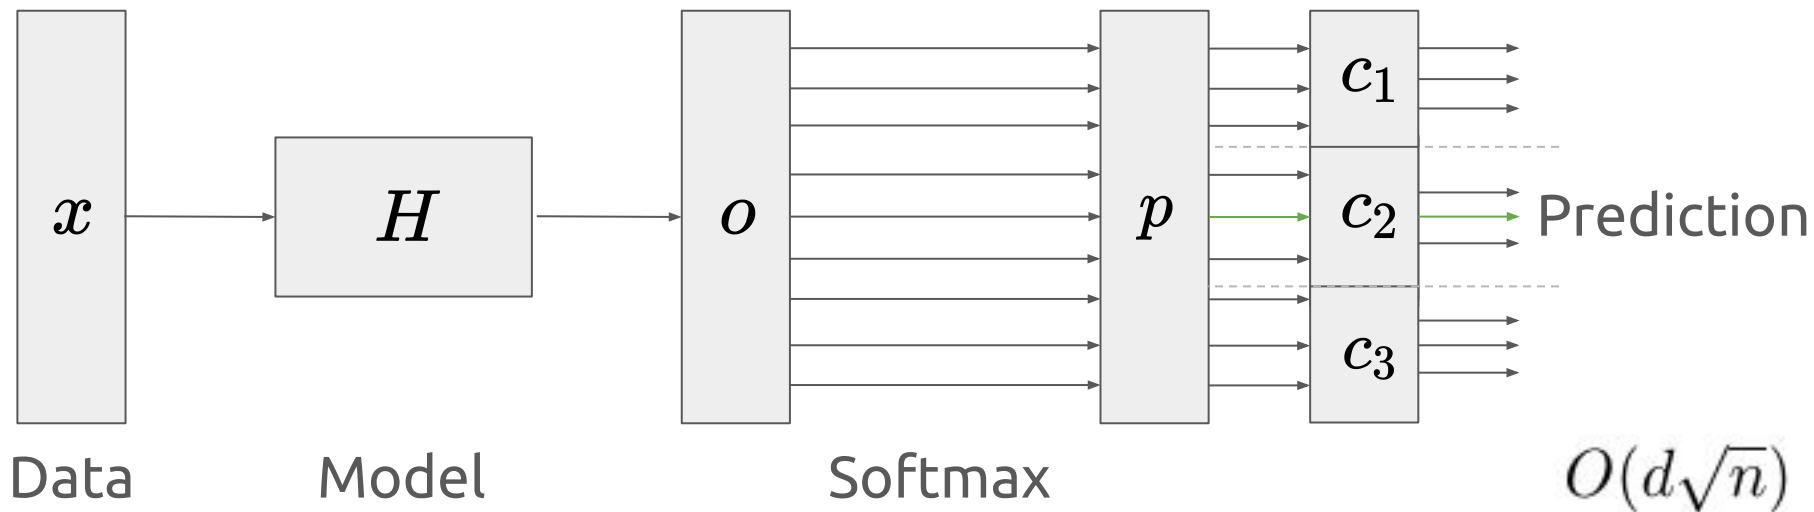 x
H
o
p
c₁
c₂
c₃
Prediction
Data
Model
Softmax
O(d√n)